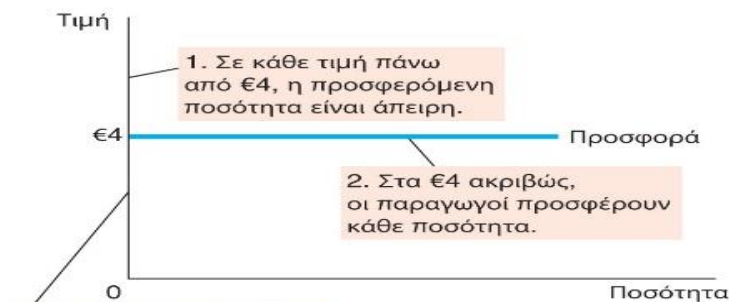 Τιμή
1. Σε κάθε τιμή πάνω
από €4, η προσφερόμενη
ποσότητα είναι άπειρη.
€4
Προσφορά
2. Στα €4 ακριβώς,
οι παραγωγοί προσφέρουν
κάθε ποσότητα.
0
Ποσότητα